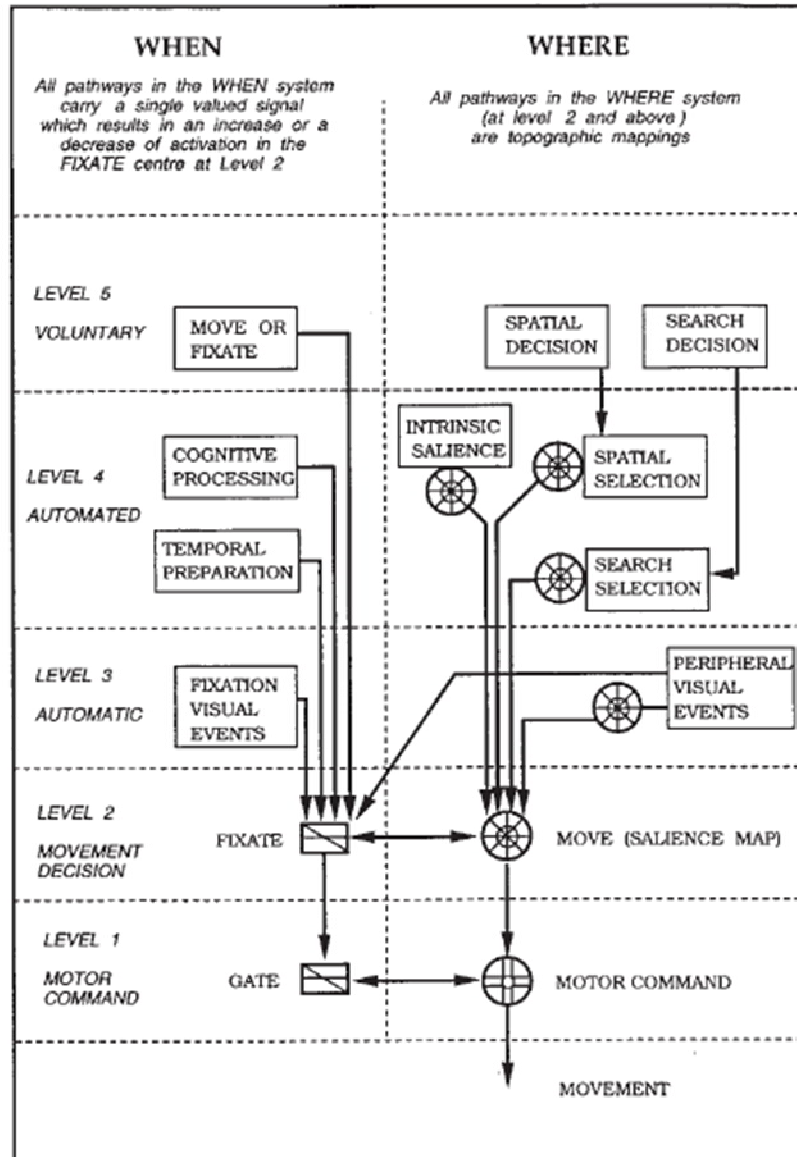 WHEN
All pathways in the WHEN system
carry a single valued signal
which results in an increase or a
decrease of activation in the
FIXATE centre at Level 2
WHERE
All pathways in the WHERE system
(at level 2 and above)
are topographic mappings
LEVEL 5
VOLUNTARY
MOVE OR
FIXATE
SPATIAL
DECISION
SEARCH
DECISION
LEVEL 4
AUTOMATED
COGNITIVE
PROCESSING
TEMPORAL
PREPARATION
INTRINSIC
SALIENCE
SPATIAL
SELECTION
SEARCH
SELECTION
LEVEL 3
AUTOMATIC
FIXATION
VISUAL
EVENTS
PERIPHERAL
VISUAL
EVENTS
LEVEL 2
MOVEMENT
DECISION
FIXATE
MOVE (SALIENCE MAP)
LEVEL 1
MOTOR
COMMAND
GATE
MOTOR COMMAND
MOVEMENT